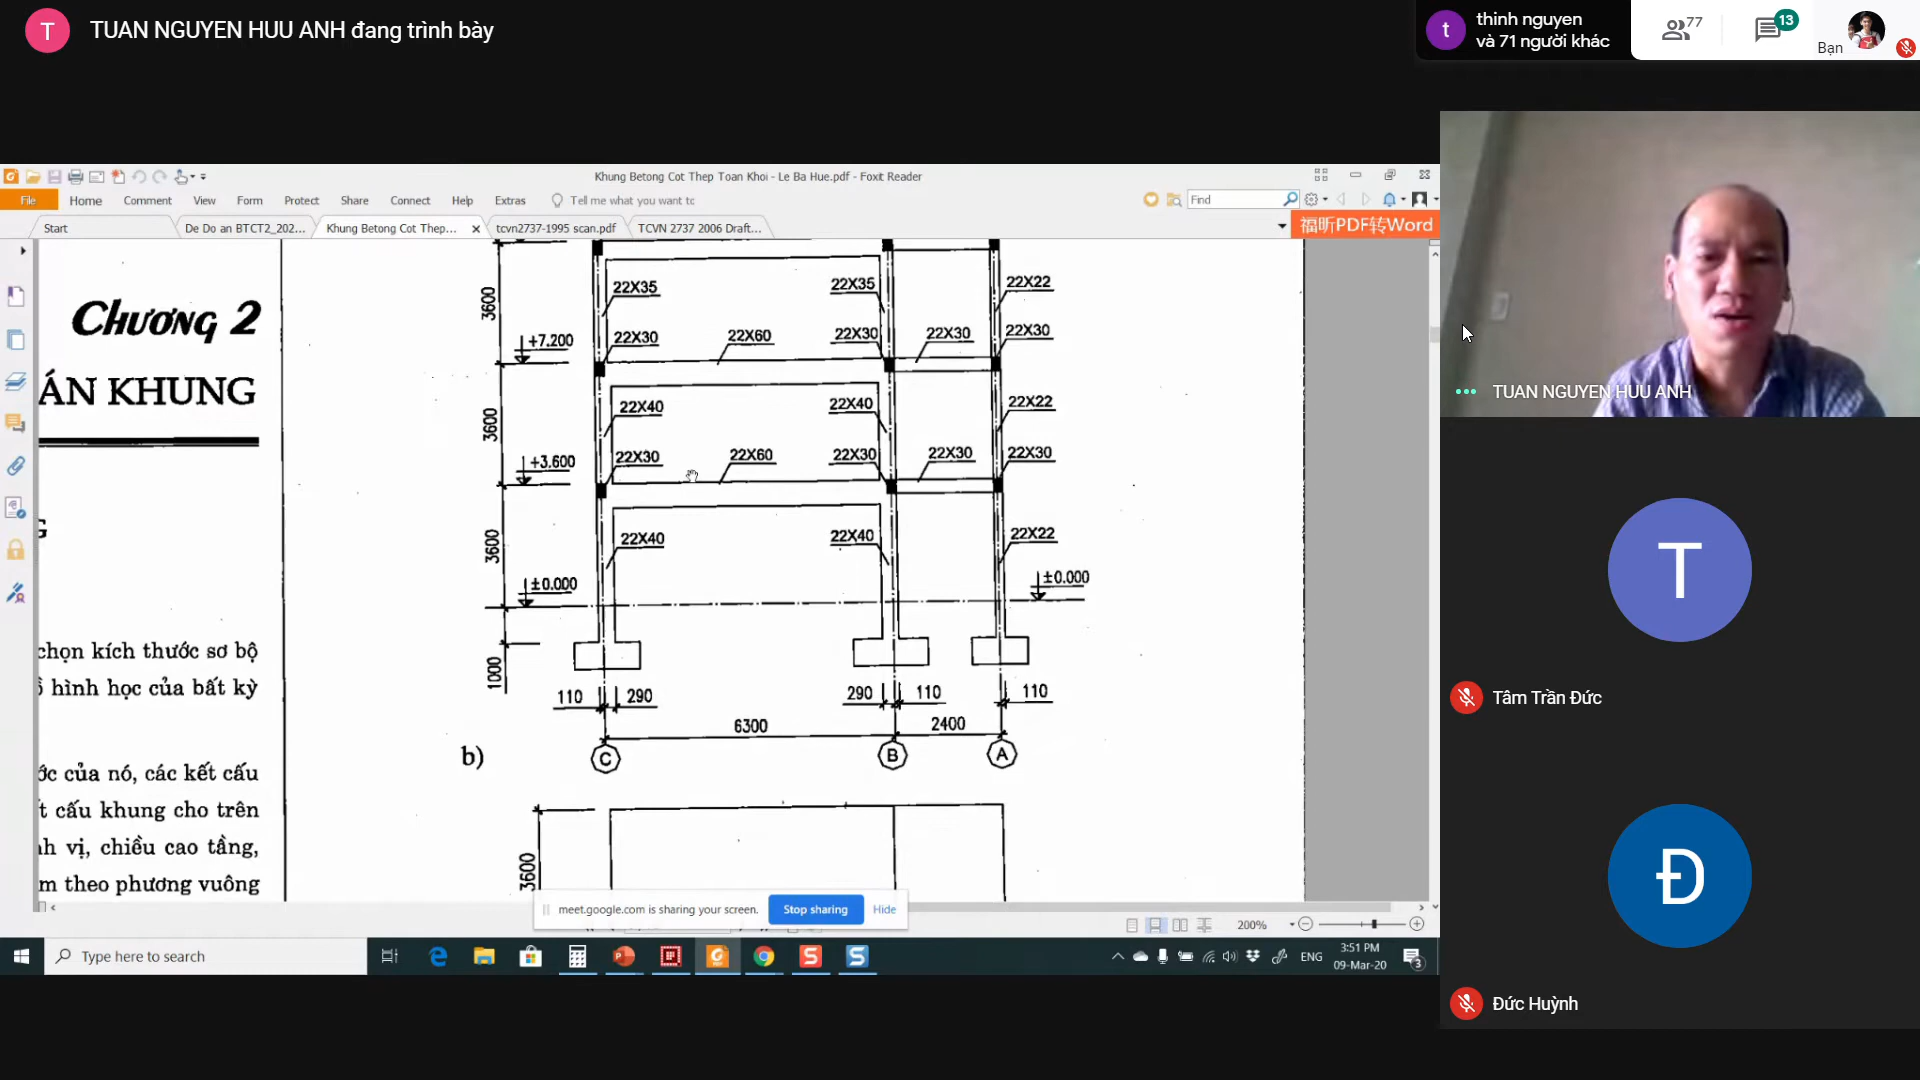 T
TUAN NGUYEN HUU ANH đang trình bày
t
thinh nguyen
và 71 người khác
77
13
Bạn
Khung Betong Cot Thep Toan Khoi - Le Ba Hue.pdf - Foxit Reader
File
Home
Comment
View
Form
Protect
Share
Connect
Help
Extras
Tell me what you want tc
Find
Start
De Do an BTCT2_202...
Khung Betong Cot Thep...
tcvn2737-1995 scan.pdf
TCVN 2737 2006 Draft...
福昕PDF转Word
Chương 2
ÁN KHUNG
chọn kích thước sơ bộ
hình học của bất kỳ
ớc của nó, các kết cấu
t cấu khung cho trên
nh vị, chiều cao tầng,
m theo phương vuông
3600
22X35
22X35
22X22
+7.200
22X30
22X60
22X30
22X30
22X30
3600
22X40
22X40
22X22
+3.600
22X30
22X60
22X30
22X30
22X30
3600
22X40
22X40
22X22
±0.000
±0.000
1000
110
290
290
110
110
6300
2400
b)
C
B
A
3600
meet.google.com is sharing your screen.
Stop sharing
Hide
200%
Type here to search
ENG
3:51 PM
09-Mar-20
3
TUAN NGUYEN HUU ANH
T
Tâm Trần Đức
Đ
Đức Huỳnh